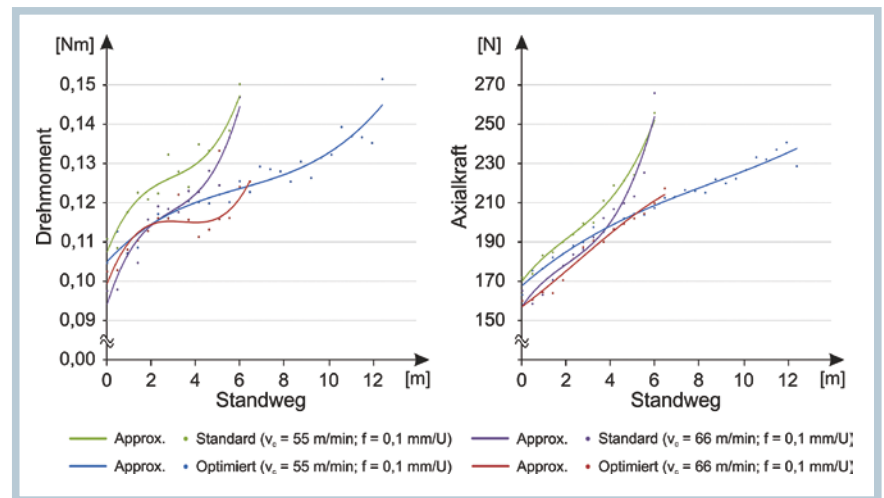 [Nm]
Drehmoment
0,15
0,14
0,13
0,12
0,11
0,10
0,09
0,00
0 2 4 6 8 10 12 [m]
Standweg
[N]
Axialkraft
270
250
230
210
190
170
150
0 2 4 6 8 10 12 [m]
Standweg
Approx. Standard (vc = 55 m/min; f = 0,1 mm/U) Approx. Standard (vc = 66 m/min; f = 0,1 mm/U)
Approx. Optimiert (vc = 55 m/min; f = 0,1 mm/U) Approx. Optimiert (vc = 66 m/min; f = 0,1 mm/U)